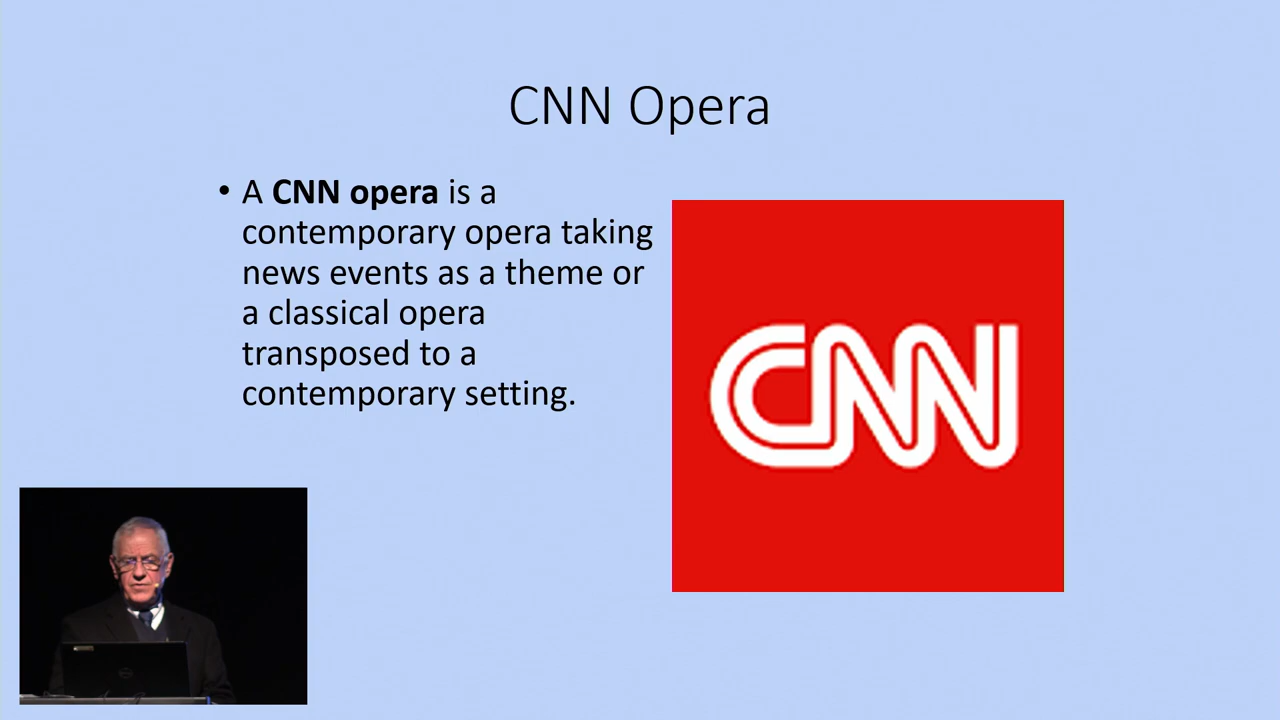 CNN Opera
• A CNN opera is a
contemporary opera taking
news events as a theme or
a classical opera
transposed to a
contemporary setting.
CNN